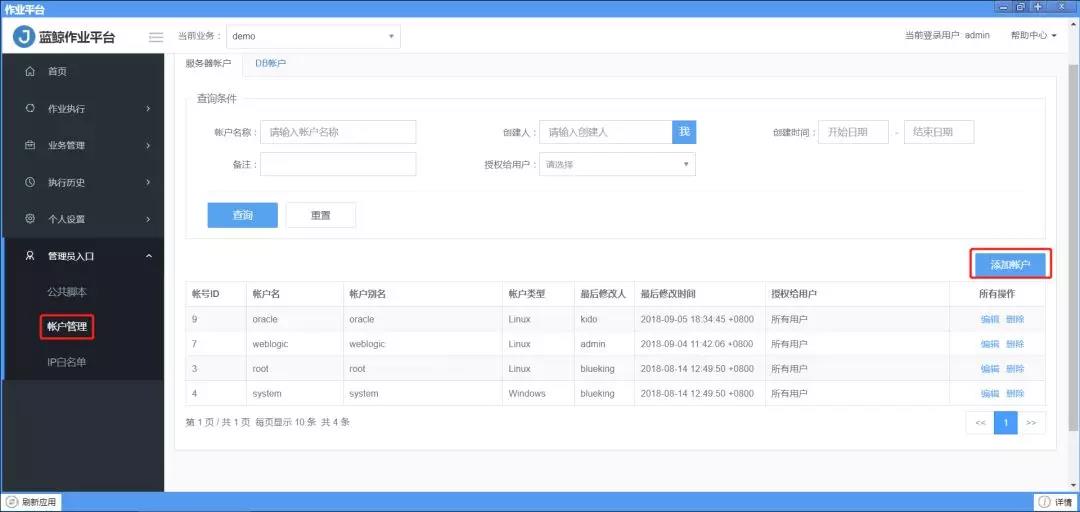 作业平台
蓝鲸作业平台
当前业务： demo
当前登录用户: admin 帮助中心
首页
作业执行
业务管理
执行历史
个人设置
管理员入口
公共脚本
帐户管理
IP白名单
服务器帐户 DB帐户
查询条件
帐户名称： 请输入帐户名称 创建人： 请输入创建人 我 创建时间： 开始日期 - 结束日期
备注： 授权给用户： 请选择
查询 重置
添加帐户
帐号ID 帐户名 帐户别名 帐户类型 最后修改人 最后修改时间 授权给用户 所有操作
9 oracle oracle Linux kido 2018-09-05 18:34:45 +0800 所有用户 编辑 删除
7 weblogic weblogic Linux admin 2018-09-04 11:42:06 +0800 所有用户 编辑 删除
3 root root Linux blueking 2018-08-14 12:49:50 +0800 所有用户 编辑 删除
4 system system Windows blueking 2018-08-14 12:49:50 +0800 所有用户 编辑 删除
第 1 页 / 共 1 页 每页显示 10 条 共 4 条
<< 1 >>
刷新应用 详情